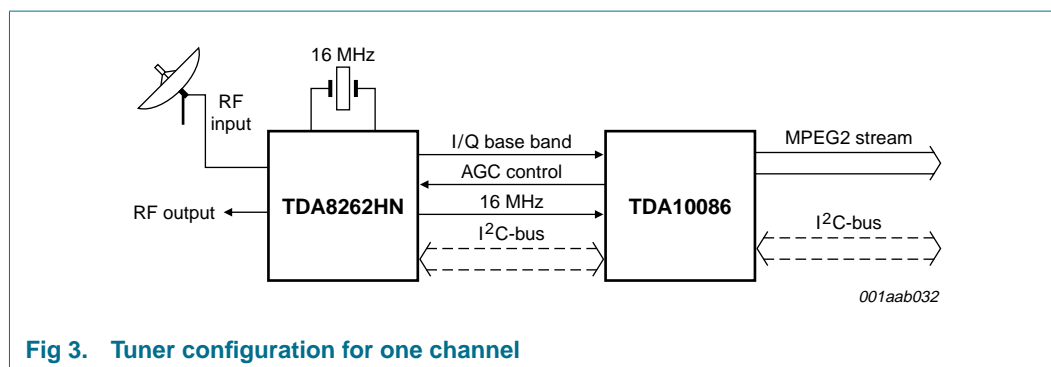 16 MHz
RF
input
I/Q base band
MPEG2 stream
AGC control
TDA8262HN
TDA10086
RF output
16 MHz
I²C-bus
I²C-bus
001aab032
Fig 3. Tuner configuration for one channel